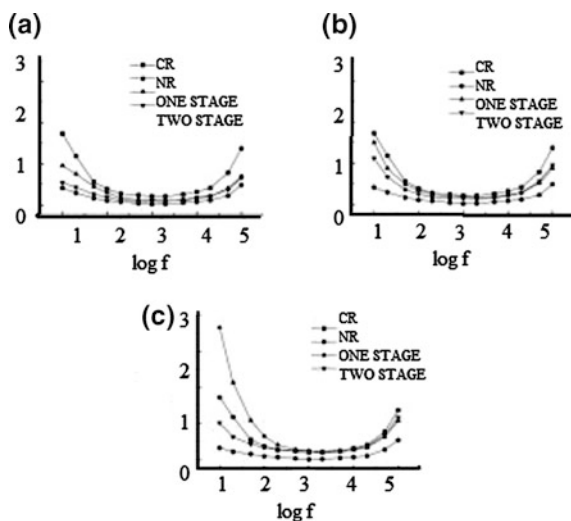 (a)
3
2
1
0
CR
NR
ONE STAGE
TWO STAGE
1 2 3 4 5
log f
(b)
3
2
1
0
CR
NR
ONE STAGE
TWO STAGE
1 2 3 4 5
log f
(c)
3
2
1
0
CR
NR
ONE STAGE
TWO STAGE
1 2 3 4 5
log f